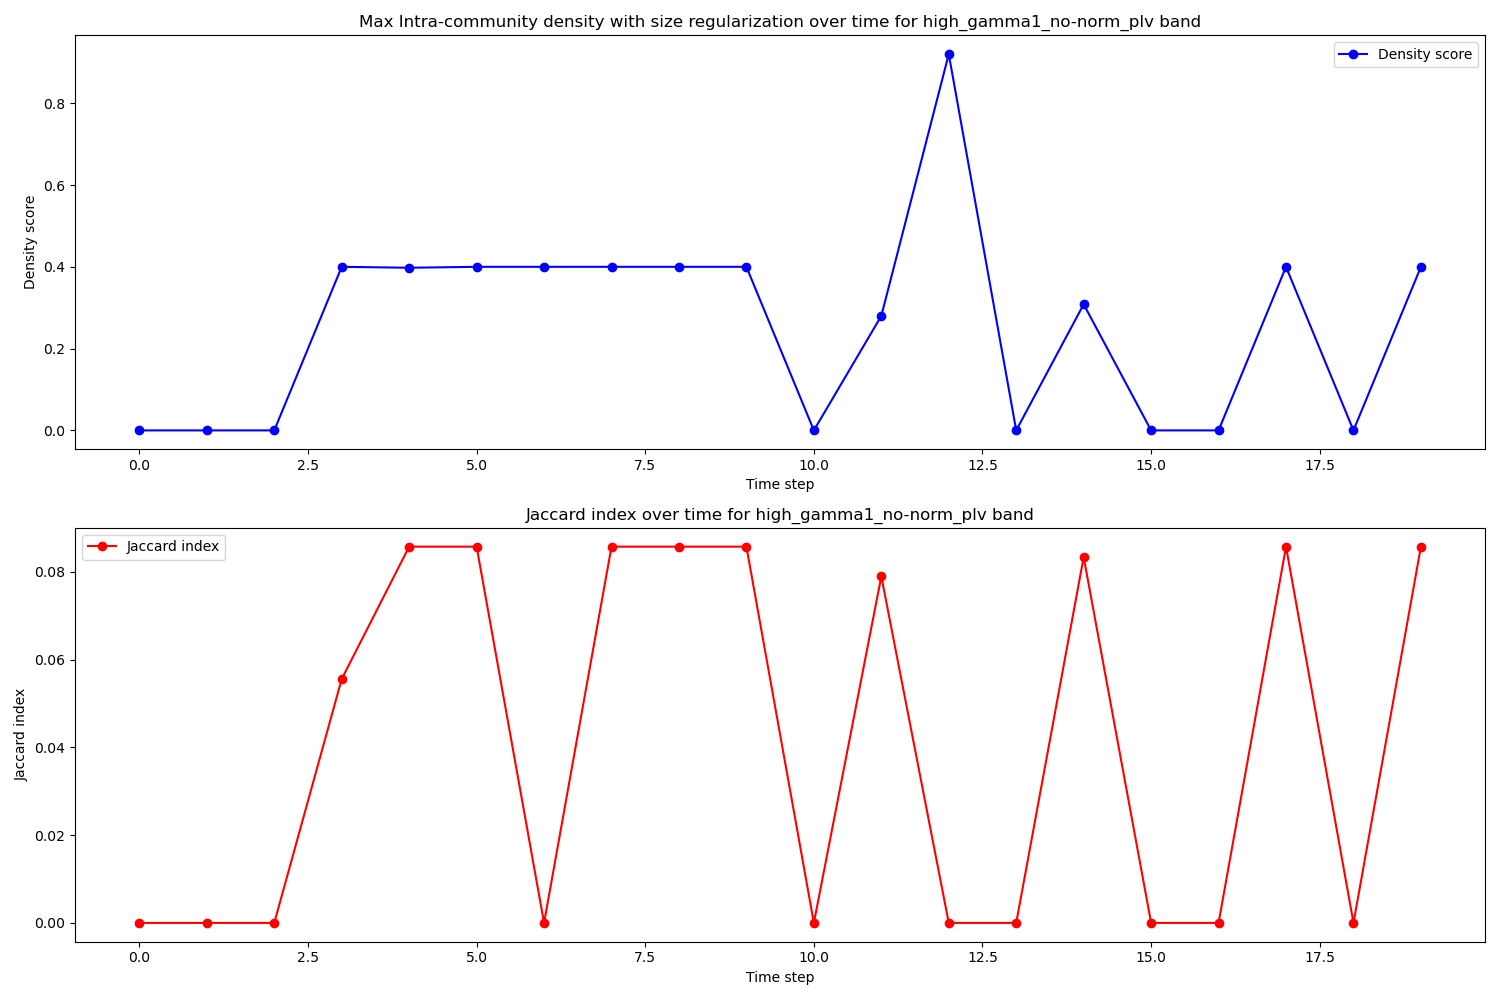 Max Intra-community density with size regularization over time for high_gamma1_no-norm_plv band
Density score
Density score
0.8
0.6
0.4
0.2
0.0
0.0 2.5 5.0 7.5 10.0 12.5 15.0 17.5
Time step
Jaccard index over time for high_gamma1_no-norm_plv band
Jaccard index
Jaccard index
0.08
0.06
0.04
0.02
0.00
0.0 2.5 5.0 7.5 10.0 12.5 15.0 17.5
Time step